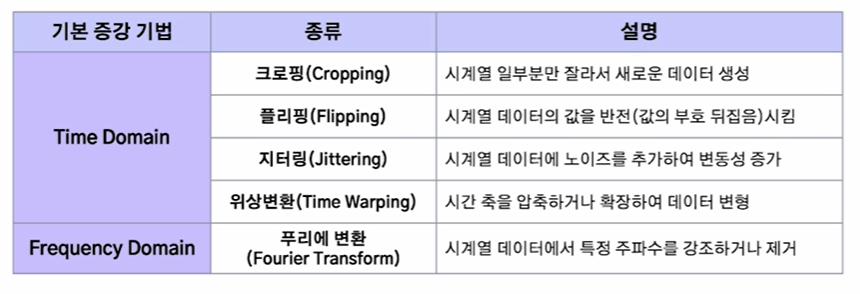 기본 증강 기법 종류 설명
Time Domain
크로핑(Cropping) 시계열 일부분만 잘라서 새로운 데이터 생성
플리핑(Flipping) 시계열 데이터의 값을 반전(값의 부호 뒤집음)시킴
지터링(Jittering) 시계열 데이터에 노이즈를 추가하여 변동성 증가
위상변환(Time Warping) 시간 축을 압축하거나 확장하여 데이터 변형
Frequency Domain
푸리에 변환
(Fourier Transform)
시계열 데이터에서 특정 주파수를 강조하거나 제거